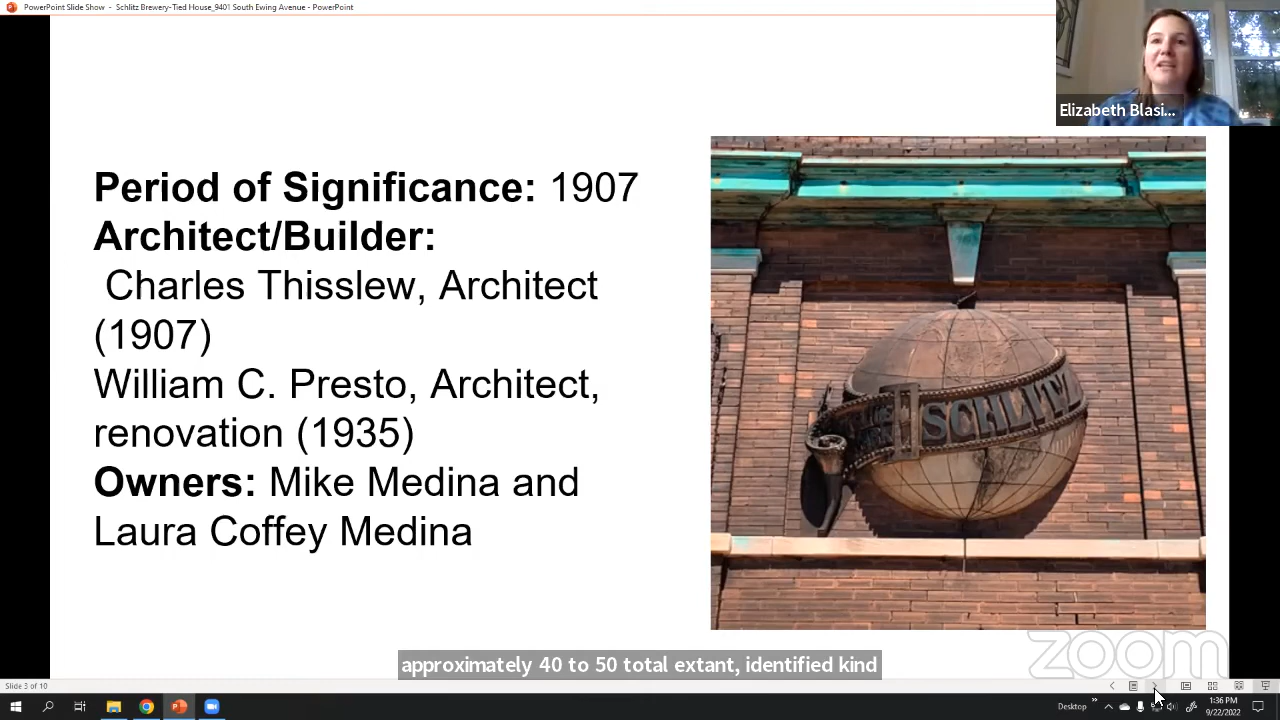 PowerPoint Slide Show - Schlitz Brewery-Tied House_9401 South Ewing Avenue - PowerPoint
Elizabeth Blasi...
Period of Significance: 1907
Architect/Builder:
Charles Thisslew, Architect
(1907)
William C. Presto, Architect,
renovation (1935)
Owners: Mike Medina and
Laura Coffey Medina
SCHLITZ
zoom
approximately 40 to 50 total extant, identified kind
Slide 3 of 10
Desktop
1:36 PM
9/22/2022